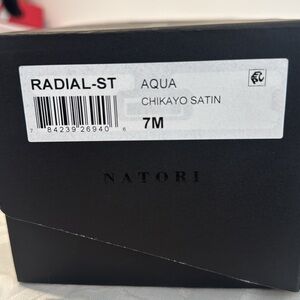 RADIAL-ST AQUA
CHIKAYO SATIN
7 84239 26940 6
7M
NATORI